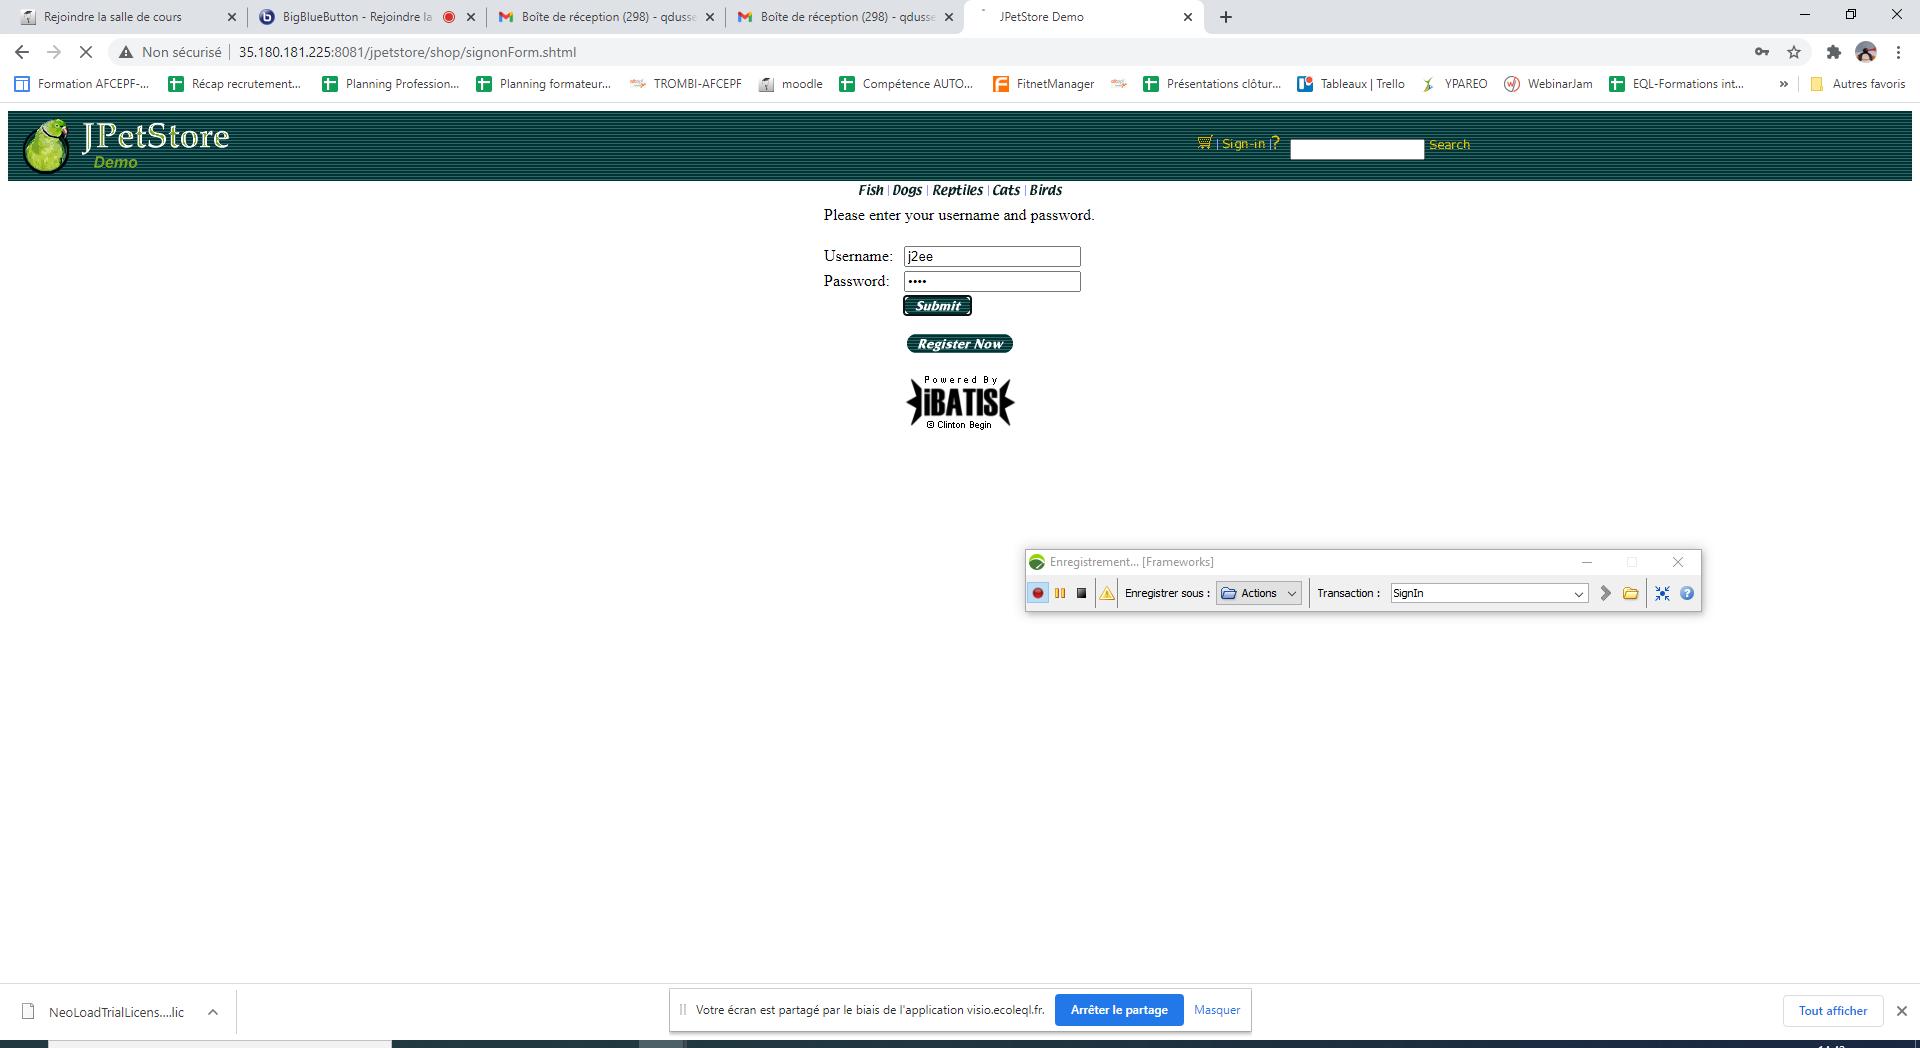 Rejoindre la salle de cours
BigBlueButton - Rejoindre la
Boîte de réception (298) - qdusse
Boîte de réception (298) - qdusse
JPetStore Demo
Non sécurisé
35.180.181.225:8081/jpetstore/shop/signonForm.shtml
Formation AFCEPF-...
Récap recrutement...
Planning Profession...
Planning formateur...
TROMBI-AFCEPF
moodle
Compétence AUTO...
FitnetManager
Présentations clôtur...
Tableaux | Trello
YPAREO
WebinarJam
EQL-Formations int...
»
Autres favoris
JPetStore
Demo
| Sign-in | ?
Search
Fish | Dogs | Reptiles | Cats | Birds
Please enter your username and password.
Username: j2ee
Password: ••••
Submit
Register Now
Powered By
iBATIS
© Clinton Begin
Enregistrement... [Frameworks]
Enregistrer sous : Actions Transaction : SignIn
NeoLoadTrialLicens....lic
Votre écran est partagé par le biais de l'application visio.ecoleql.fr.
Arrêter le partage
Masquer
Tout afficher